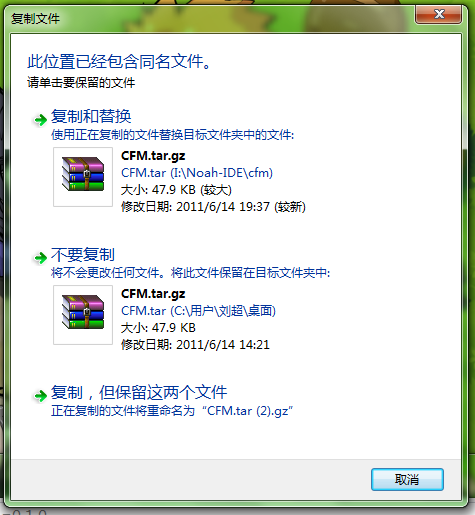 复制文件
此位置已经包含同名文件。
请单击要保留的文件
复制和替换
使用正在复制的文件替换目标文件夹中的文件:
CFM.tar.gz
CFM.tar (I:\Noah-IDE\cfm)
大小: 47.9 KB (较大)
修改日期: 2011/6/14 19:37 (较新)
不要复制
将不会更改任何文件。将此文件保留在目标文件夹中:
CFM.tar.gz
CFM.tar (C:\用户\刘超\桌面)
大小: 47.9 KB
修改日期: 2011/6/14 14:21
复制，但保留这两个文件
正在复制的文件将重命名为“CFM.tar (2).gz”
取消